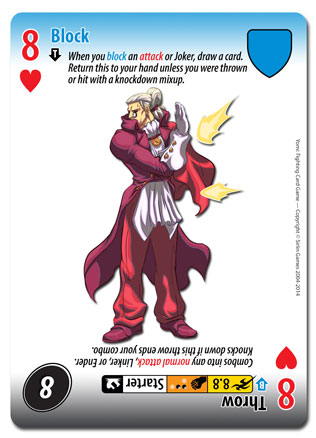 8
Block
When you block an attack or Joker, draw a card.
Return this to your hand unless you were thrown
or hit with a knockdown mixup.
Yomi Fighting Card Game — Copyright © Sirlin Games 2004-2014
8
Throw
8
8.8
Starter
Combos into any normal attack, Linker, or Ender.
Knocks down if this throw ends your combo.
8